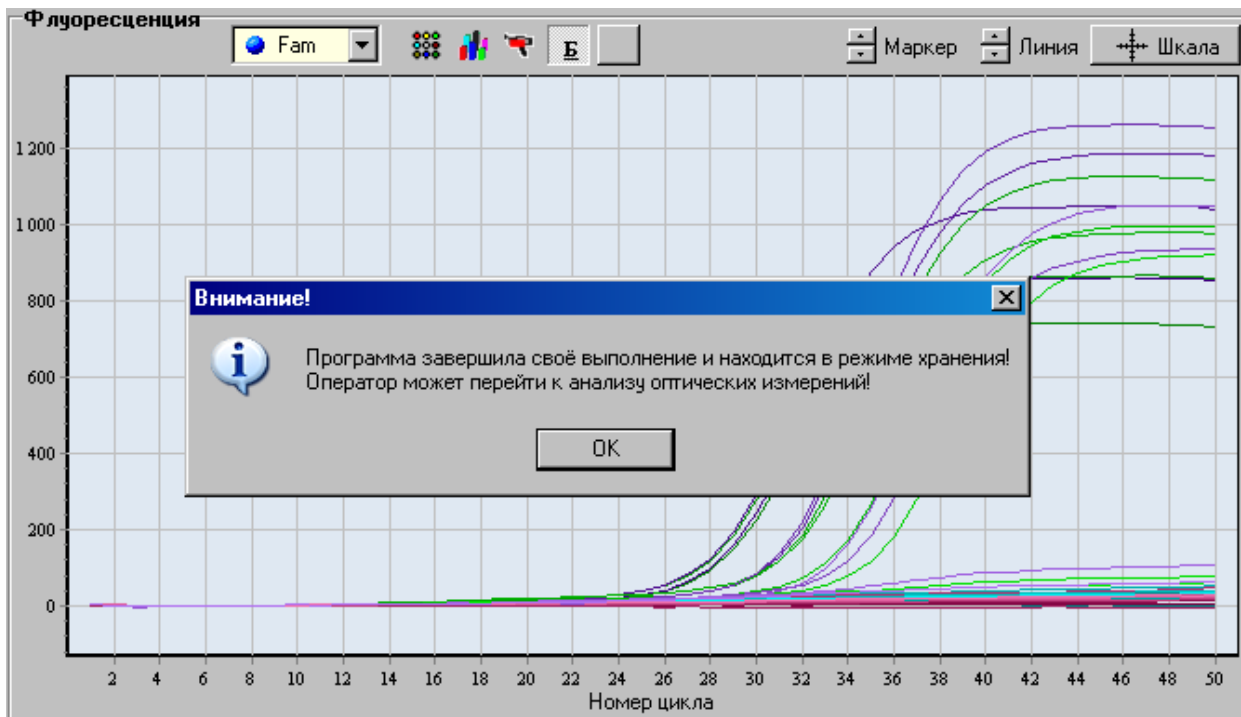 Флуоресценция
Fam
Б
Маркер
Линия
Шкала
1 200
1 000
800
600
400
200
0
Внимание!
Программа завершила своё выполнение и находится в режиме хранения!
Оператор может перейти к анализу оптических измерений!
OK
2 4 6 8 10 12 14 16 18 20 22 24 26 28 30 32 34 36 38 40 42 44 46 48 50
Номер цикла